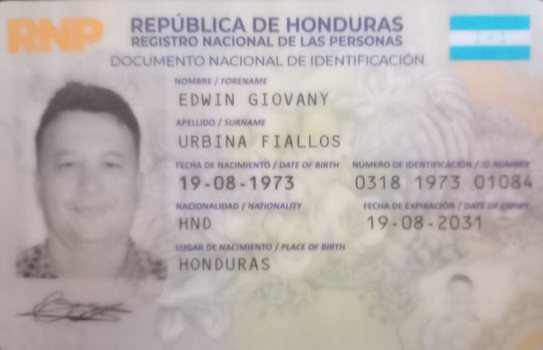 RNP
REPÚBLICA DE HONDURAS
REGISTRO NACIONAL DE LAS PERSONAS
DOCUMENTO NACIONAL DE IDENTIFICACIÓN
NOMBRE / FORENAME
EDWIN GIOVANY
APELLIDO / SURNAME
URBINA FIALLOS
FECHA DE NACIMIENTO / DATE OF BIRTH NÚMERO DE IDENTIFICACIÓN / ID NUMBER
19-08-1973 0318 1973 01084
NACIONALIDAD / NATIONALITY FECHA DE EXPIRACIÓN / DATE OF EXPIRY
HND 19-08-2031
LUGAR DE NACIMIENTO / PLACE OF BIRTH
HONDURAS